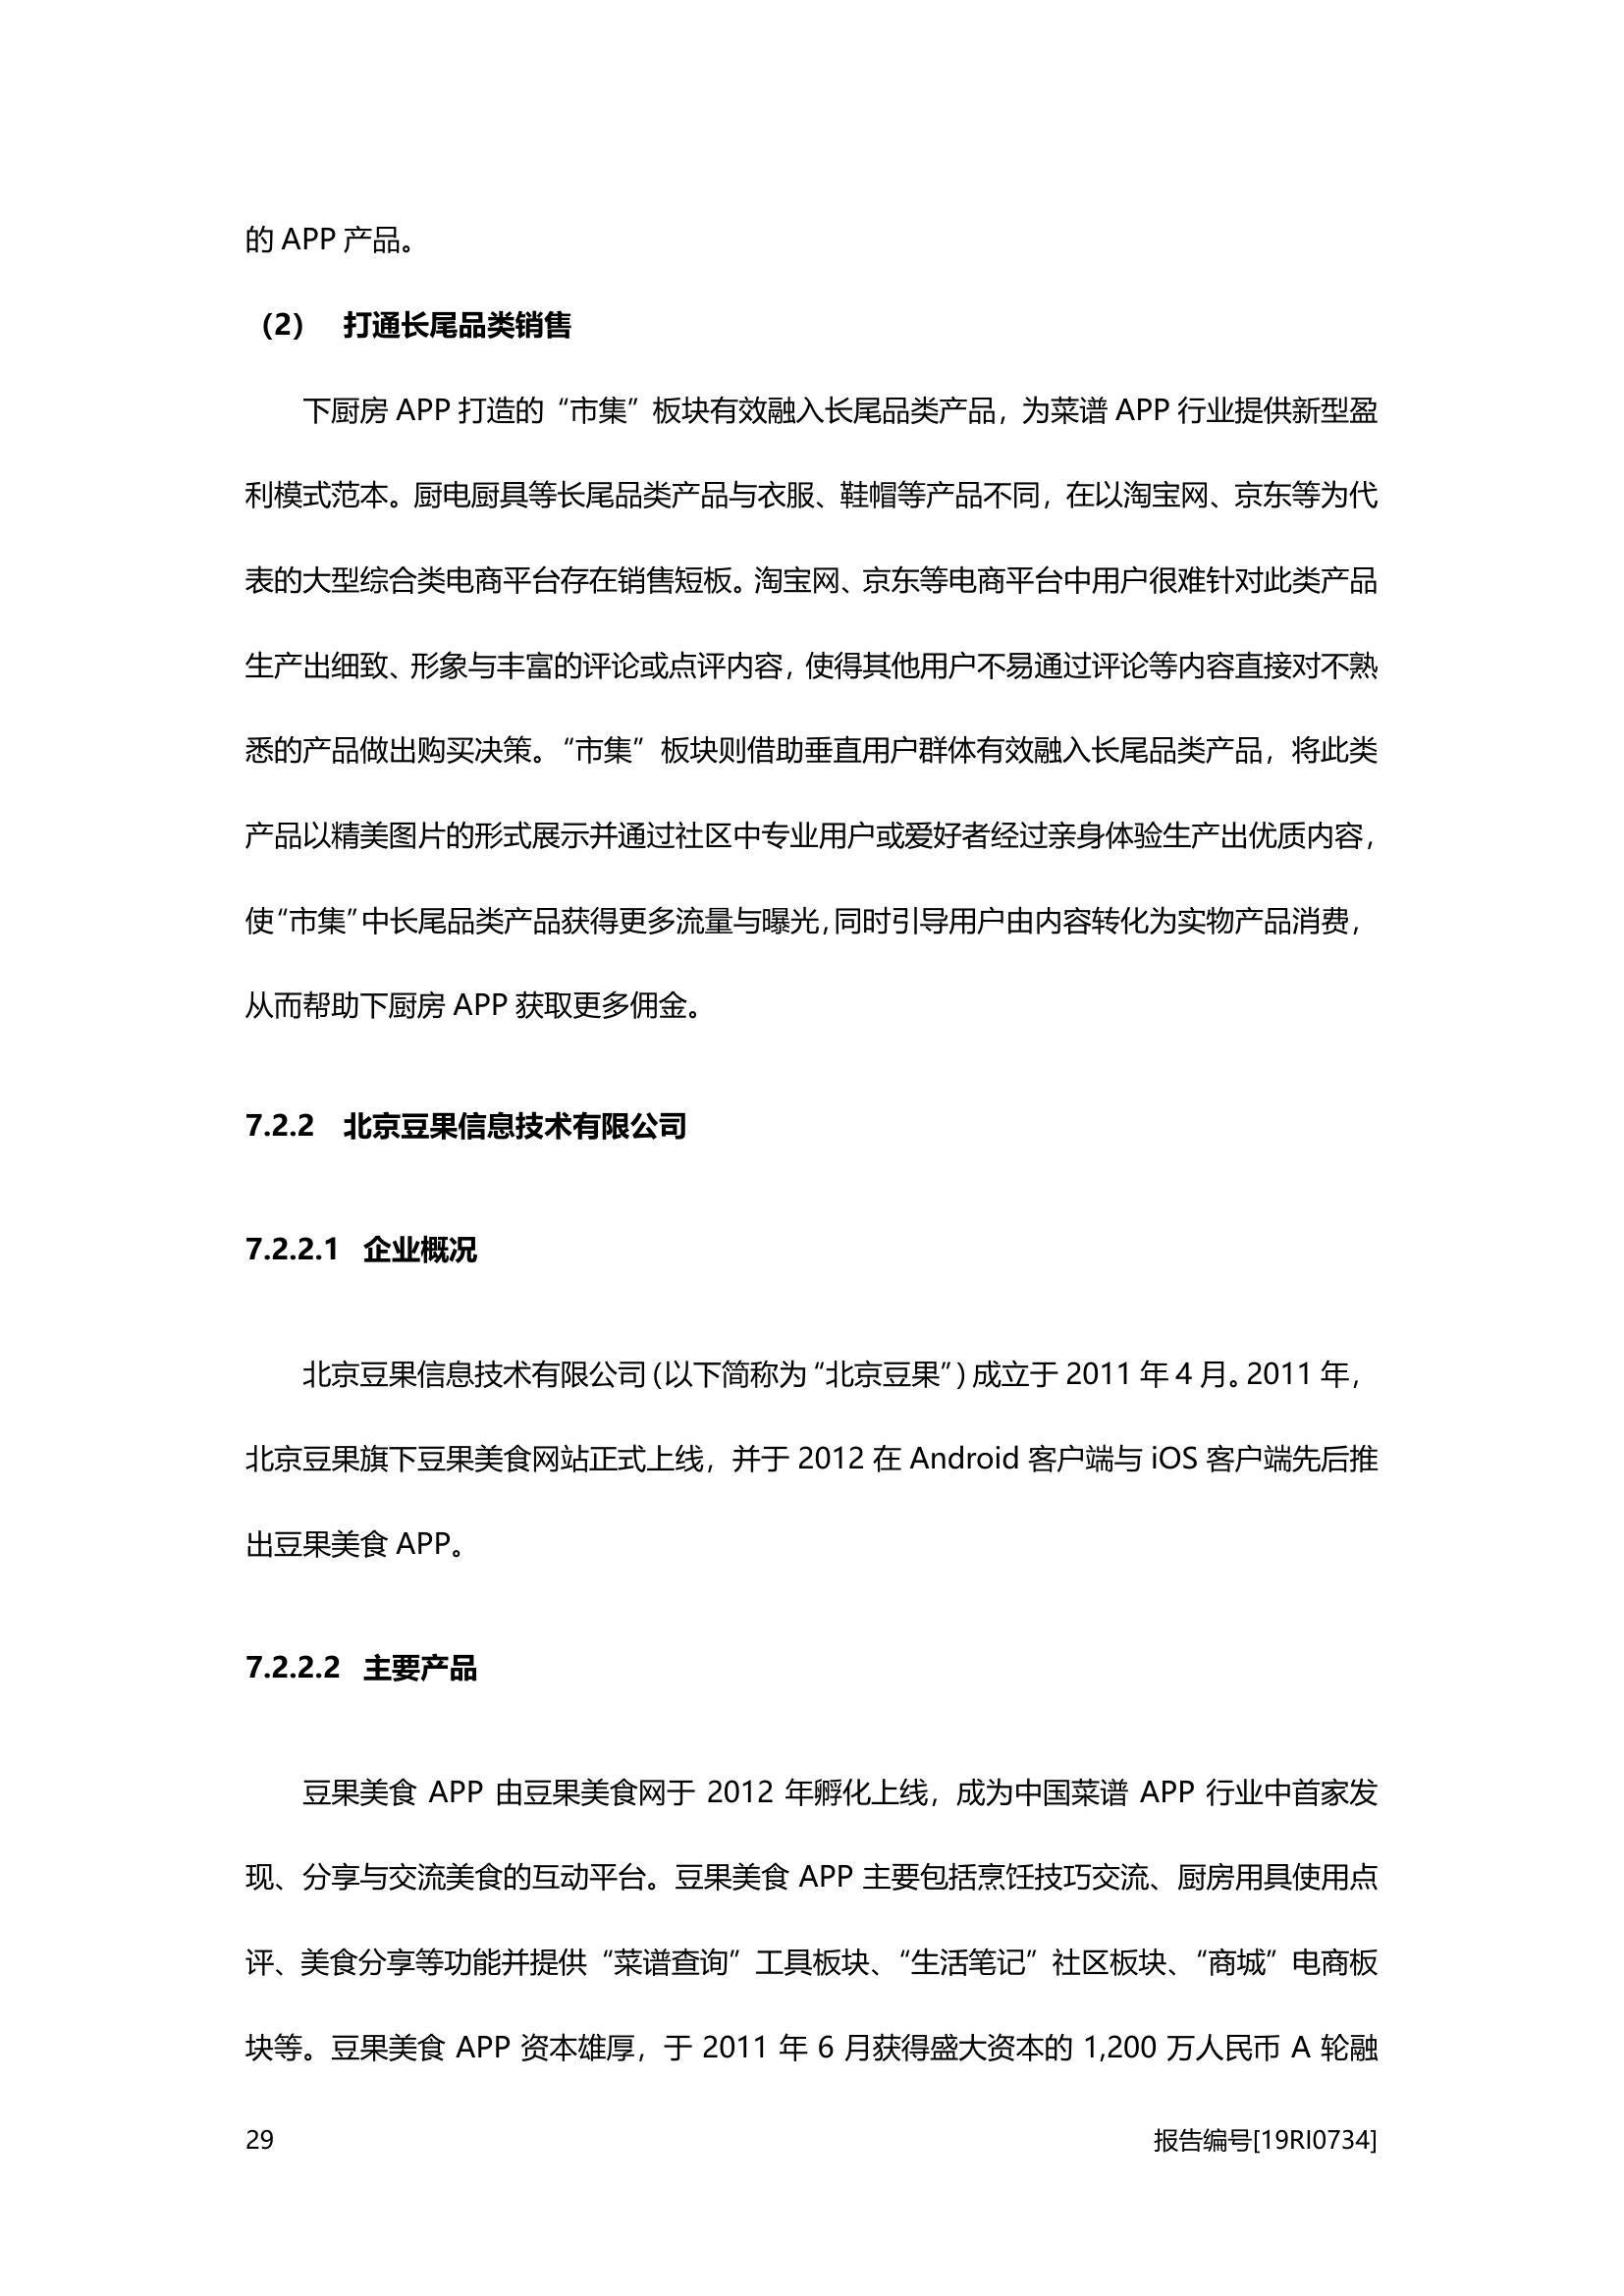 的 APP 产品。
（2） 打通长尾品类销售
下厨房 APP 打造的“市集”板块有效融入长尾品类产品，为菜谱 APP 行业提供新型盈
利模式范本。厨电厨具等长尾品类产品与衣服、鞋帽等产品不同，在以淘宝网、京东等为代
表的大型综合类电商平台存在销售短板。淘宝网、京东等电商平台中用户很难针对此类产品
生产出细致、形象与丰富的评论或点评内容，使得其他用户不易通过评论等内容直接对不熟
悉的产品做出购买决策。“市集”板块则借助垂直用户群体有效融入长尾品类产品，将此类
产品以精美图片的形式展示并通过社区中专业用户或爱好者经过亲身体验生产出优质内容，
使“市集”中长尾品类产品获得更多流量与曝光，同时引导用户由内容转化为实物产品消费，
从而帮助下厨房 APP 获取更多佣金。
7.2.2 北京豆果信息技术有限公司
7.2.2.1 企业概况
北京豆果信息技术有限公司（以下简称为“北京豆果”）成立于 2011 年 4 月。2011 年，
北京豆果旗下豆果美食网站正式上线，并于 2012 在 Android 客户端与 iOS 客户端先后推
出豆果美食 APP。
7.2.2.2 主要产品
豆果美食 APP 由豆果美食网于 2012 年孵化上线，成为中国菜谱 APP 行业中首家发
现、分享与交流美食的互动平台。豆果美食 APP 主要包括烹饪技巧交流、厨房用具使用点
评、美食分享等功能并提供“菜谱查询”工具板块、“生活笔记”社区板块、“商城”电商板
块等。豆果美食 APP 资本雄厚，于 2011 年 6 月获得盛大资本的 1,200 万人民币 A 轮融
29 报告编号[19RI0734]